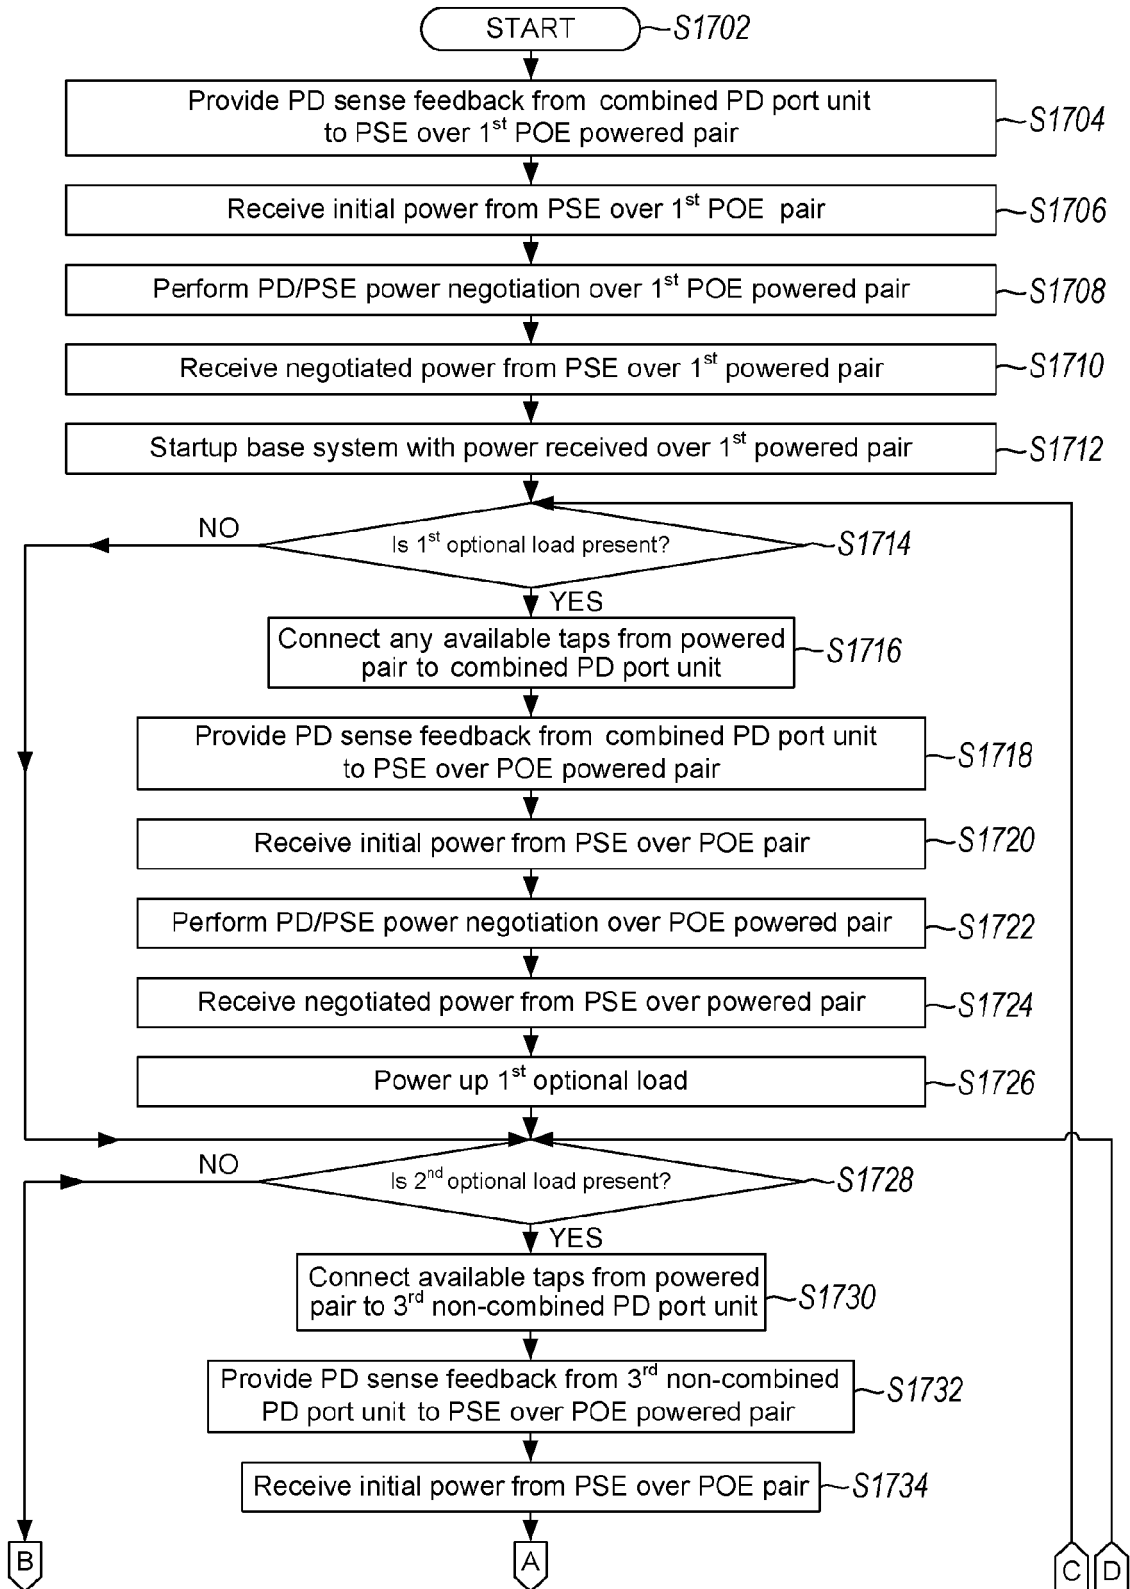 START
S1702
Provide PD sense feedback from combined PD port unit
to PSE over 1st POE powered pair
S1704
Receive initial power from PSE over 1st POE pair
S1706
Perform PD/PSE power negotiation over 1st POE powered pair
S1708
Receive negotiated power from PSE over 1st powered pair
S1710
Startup base system with power received over 1st powered pair
S1712
NO
Is 1st optional load present?
S1714
YES
Connect any available taps from powered
pair to combined PD port unit
S1716
Provide PD sense feedback from combined PD port unit
to PSE over POE powered pair
S1718
Receive initial power from PSE over POE pair
S1720
Perform PD/PSE power negotiation over POE powered pair
S1722
Receive negotiated power from PSE over powered pair
S1724
Power up 1st optional load
S1726
NO
Is 2nd optional load present?
S1728
YES
Connect available taps from powered
pair to 3rd non-combined PD port unit
S1730
Provide PD sense feedback from 3rd non-combined
PD port unit to PSE over POE powered pair
S1732
Receive initial power from PSE over POE pair
S1734
B
A
C
D